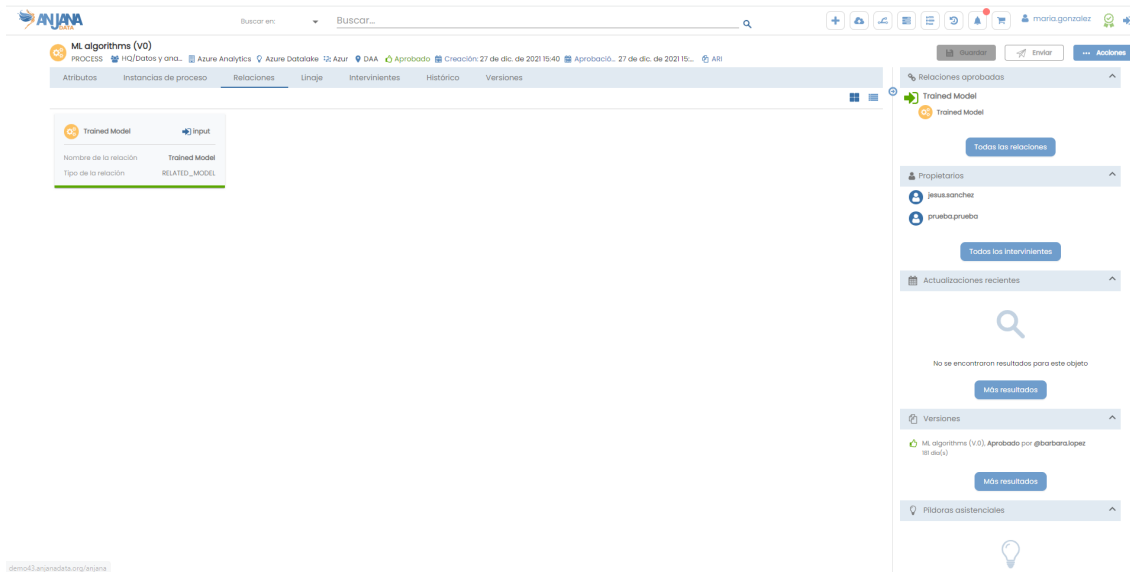 ANJANA
DATA
Buscar en:
Buscar...
maria.gonzalez
ML algorithms (V0)
PROCESS HQ/Datos y ana... Azure Analytics Azure Datalake Azur DAA Aprobado Creación: 27 de dic. de 2021 15:40 Aprobació... 27 de dic. de 2021 15:... ARI
Guardar
Enviar
Acciones
Atributos Instancias de proceso Relaciones Linaje Intervinientes Histórico Versiones
Trained Model input
Nombre de la relación Trained Model
Tipo de la relación RELATED_MODEL
Relaciones aprobadas
Trained Model
Trained Model
Todas las relaciones
Propietarios
jesus.sanchez
prueba.prueba
Todos los intervinientes
Actualizaciones recientes
No se encontraron resultados para este objeto
Más resultados
Versiones
ML algorithms (V.0), Aprobado por @barbara.lopez
181 día(s)
Más resultados
Píldoras asistenciales
demo43.anjanadata.org/anjana